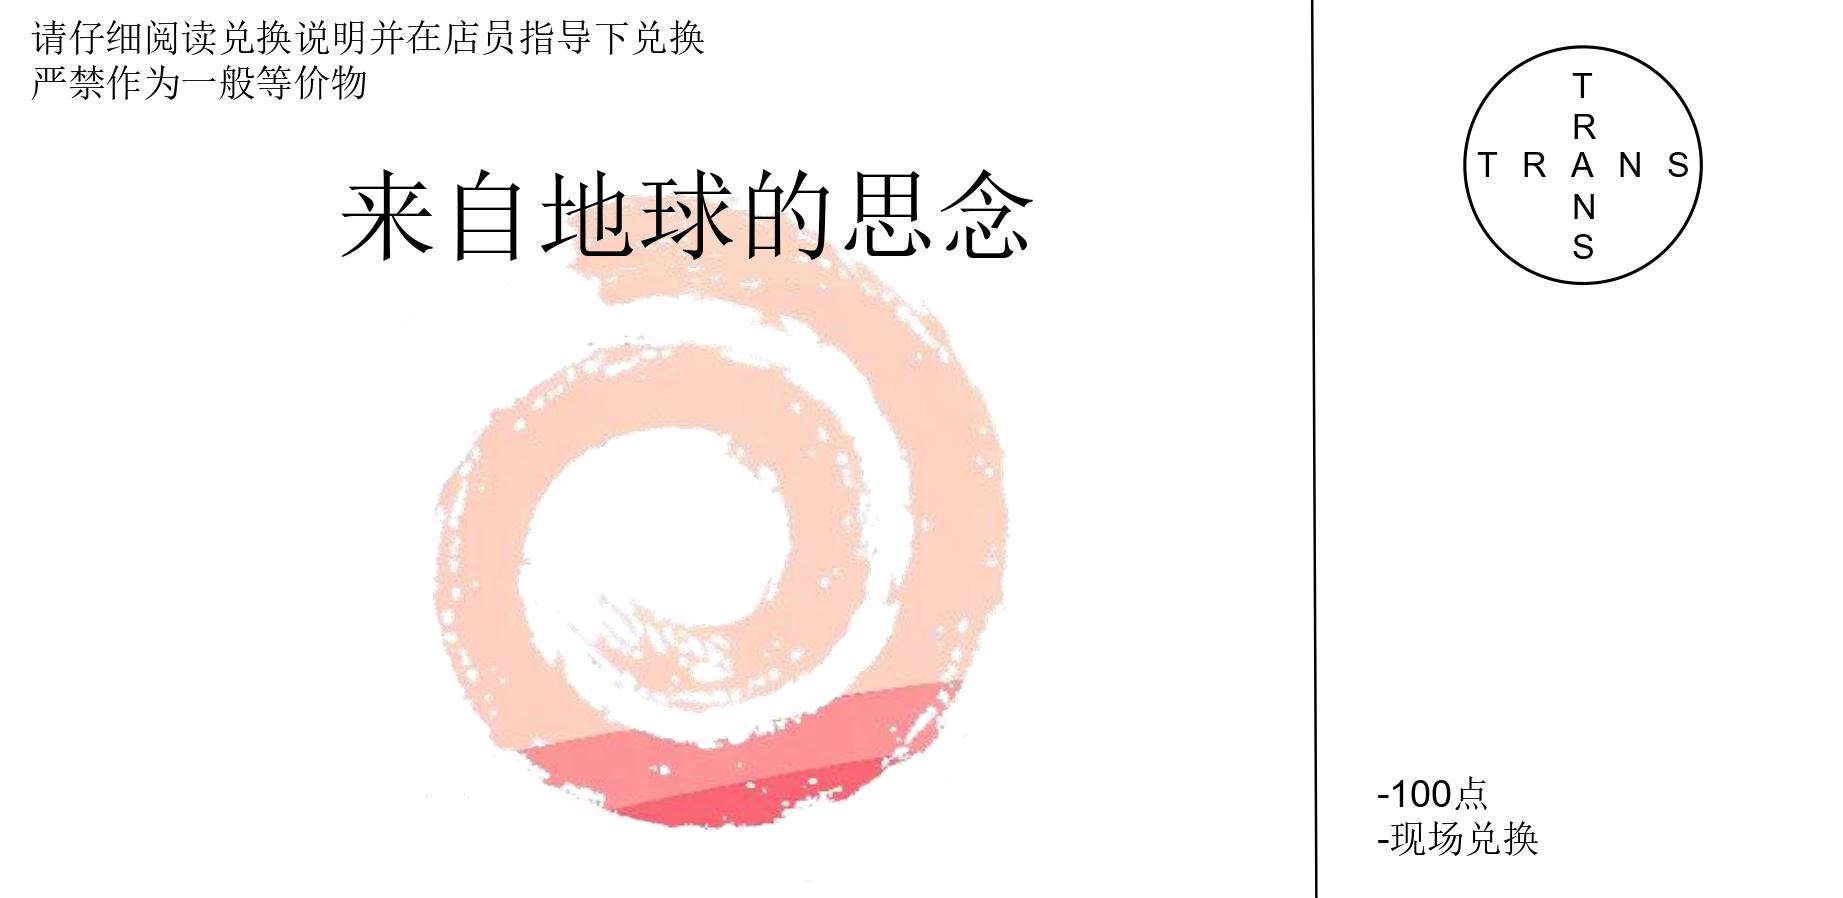 请仔细阅读兑换说明并在店员指导下兑换
严禁作为一般等价物
来自地球的思念
T
R
T R A N S
N
S
-100点
-现场兑换